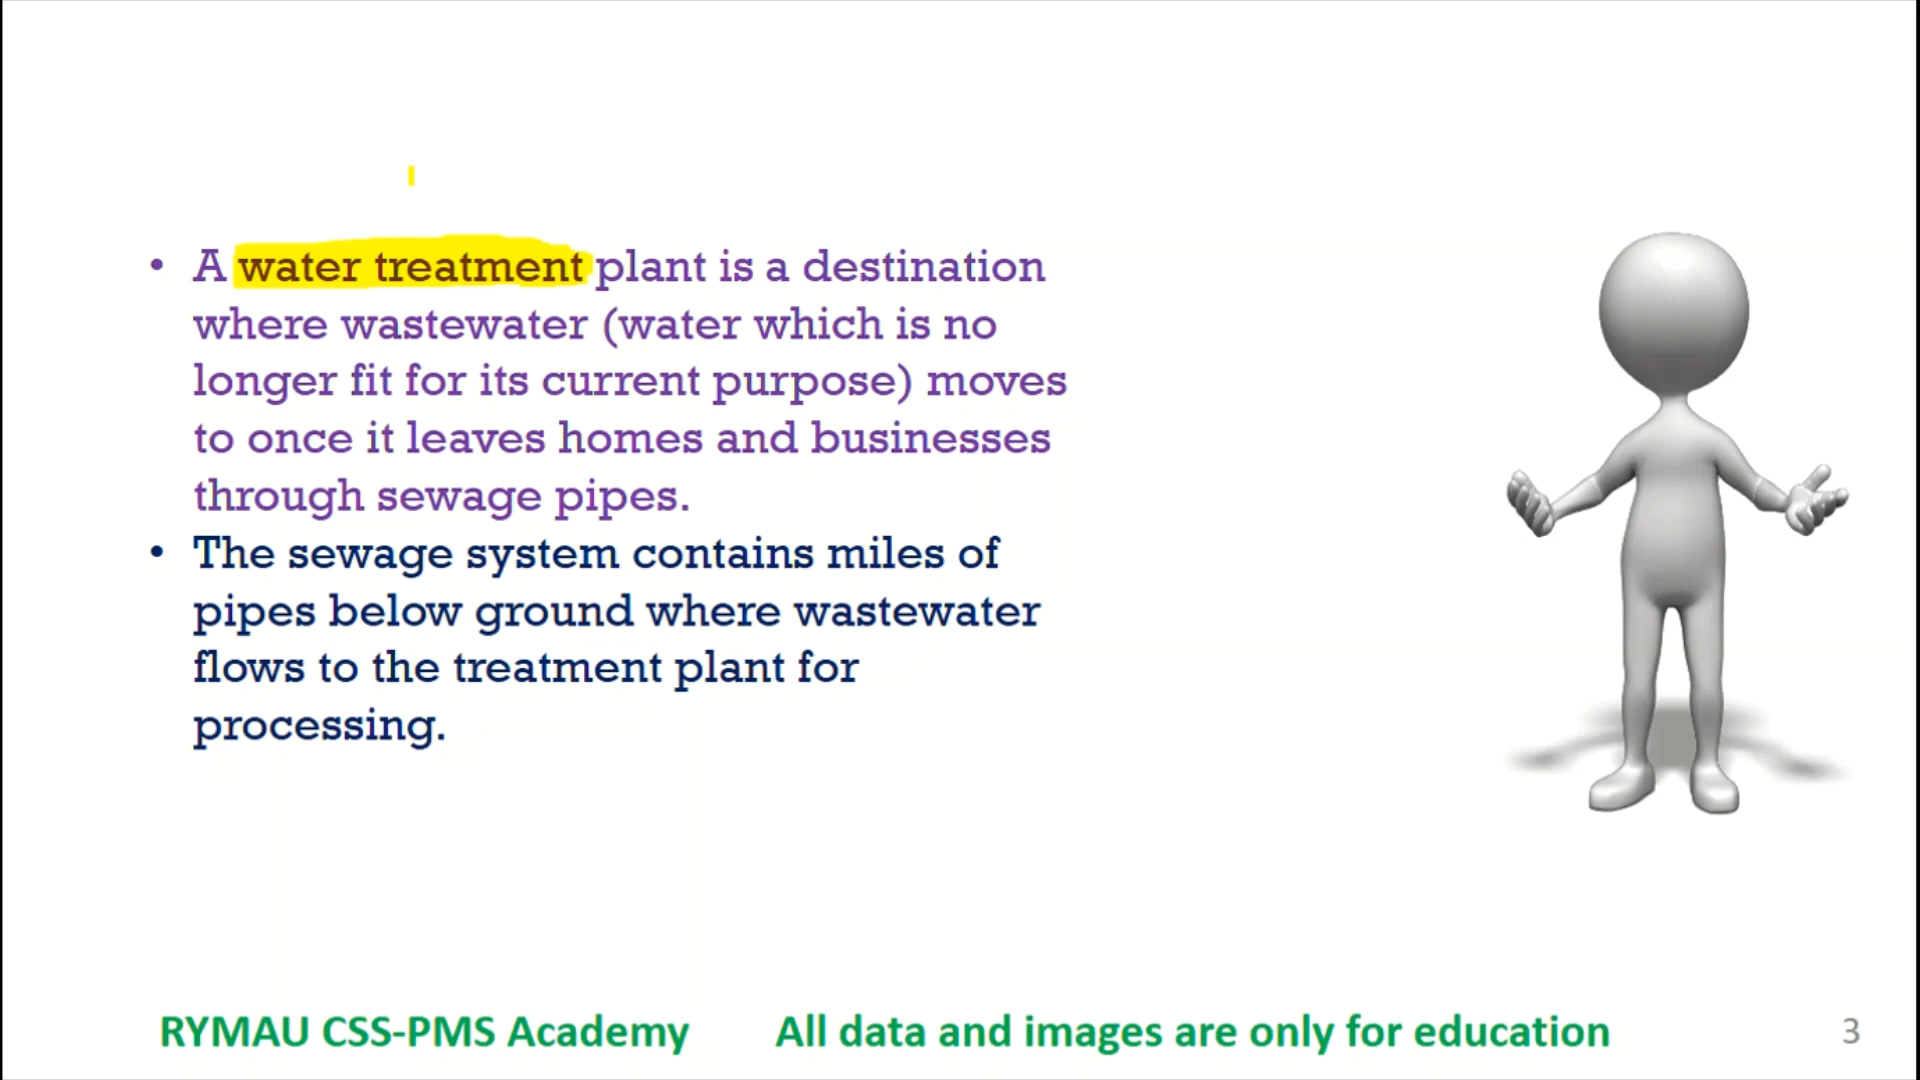 • A water treatment plant is a destination
where wastewater (water which is no
longer fit for its current purpose) moves
to once it leaves homes and businesses
through sewage pipes.
• The sewage system contains miles of
pipes below ground where wastewater
flows to the treatment plant for
processing.
RYMAU CSS-PMS Academy All data and images are only for education 3